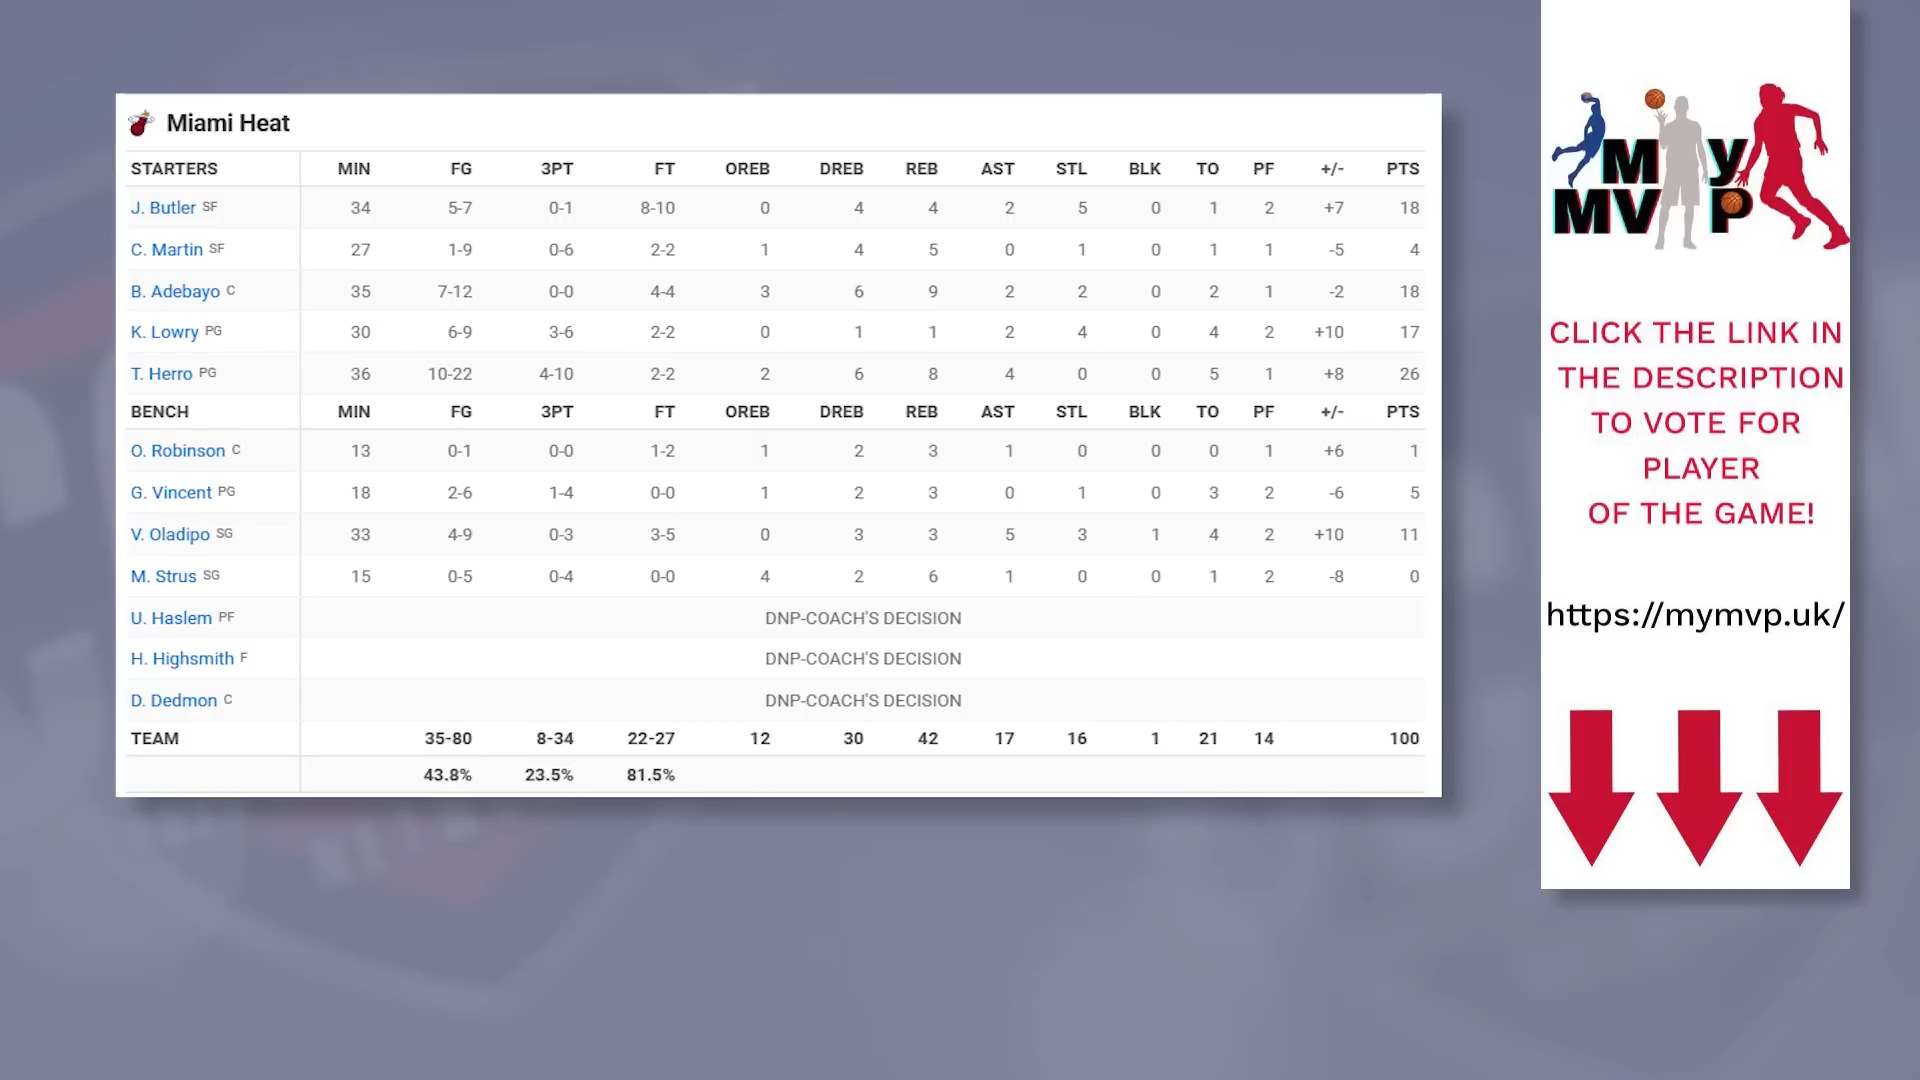 Miami Heat
STARTERS MIN FG 3PT FT OREB DREB REB AST STL BLK TO PF +/- PTS
J. Butler SF 34 5-7 0-1 8-10 0 4 4 2 5 0 1 2 +7 18
C. Martin SF 27 1-9 0-6 2-2 1 4 5 0 1 0 1 1 -5 4
B. Adebayo C 35 7-12 0-0 4-4 3 6 9 2 2 0 2 1 -2 18
K. Lowry PG 30 6-9 3-6 2-2 0 1 1 2 4 0 4 2 +10 17
T. Herro PG 36 10-22 4-10 2-2 2 6 8 4 0 0 5 1 +8 26
BENCH MIN FG 3PT FT OREB DREB REB AST STL BLK TO PF +/- PTS
O. Robinson C 13 0-1 0-0 1-2 1 2 3 1 0 0 0 1 +6 1
G. Vincent PG 18 2-6 1-4 0-0 1 2 3 0 1 0 3 2 -6 5
V. Oladipo SG 33 4-9 0-3 3-5 0 3 3 5 3 1 4 2 +10 11
M. Strus SG 15 0-5 0-4 0-0 4 2 6 1 0 0 1 2 -8 0
U. Haslem PF DNP-COACH'S DECISION
H. Highsmith F DNP-COACH'S DECISION
D. Dedmon C DNP-COACH'S DECISION
TEAM 35-80 8-34 22-27 12 30 42 17 16 1 21 14 100
43.8% 23.5% 81.5%
My
MVP
CLICK THE LINK IN
THE DESCRIPTION
TO VOTE FOR
PLAYER
OF THE GAME!
https://mymvp.uk/